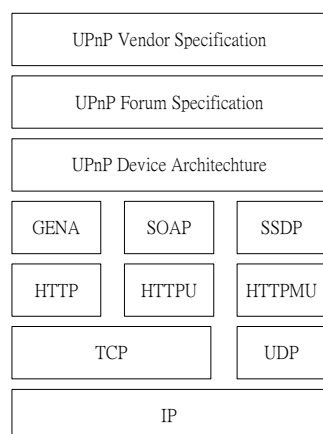 UPnP Vendor Specification
UPnP Forum Specification
UPnP Device Architechture
GENA SOAP SSDP
HTTP HTTPU HTTPMU
TCP UDP
IP